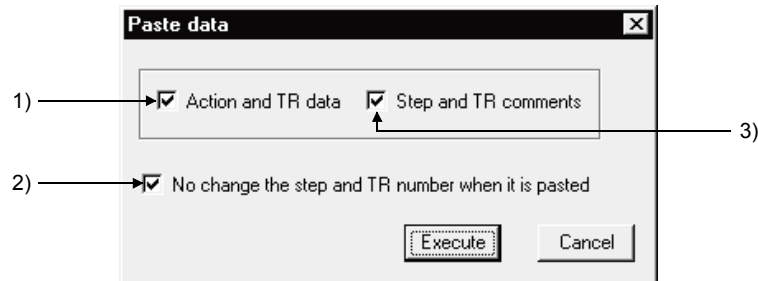 Paste data
1) Action and TR data Step and TR comments
3)
2) No change the step and TR number when it is pasted
Execute Cancel